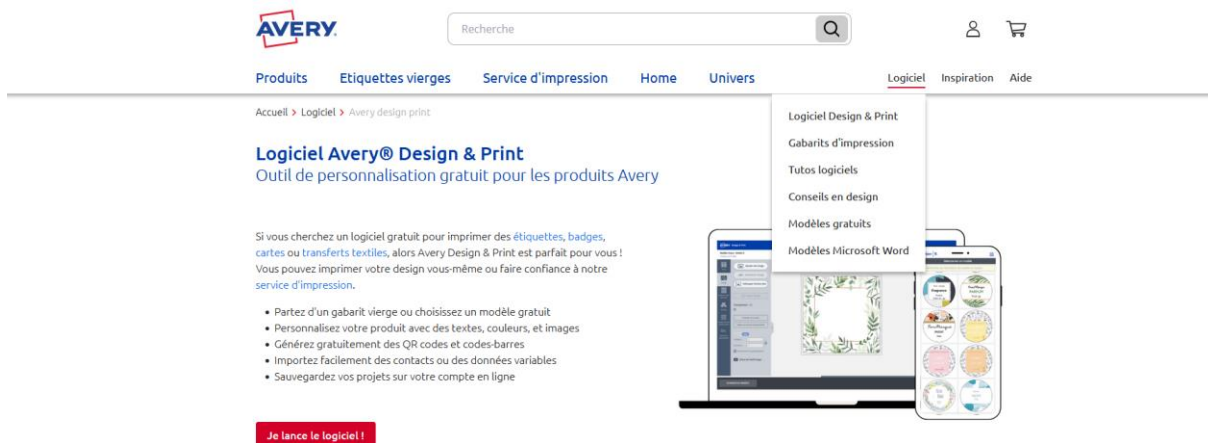 AVERY
Recherche
Produits Etiquettes vierges Service d'impression Home Univers Logiciel Inspiration Aide
Accueil > Logiciel > Avery design print
Logiciel Design & Print
Gabarits d'impression
Tutos logiciels
Conseils en design
Modèles gratuits
Modèles Microsoft Word
Logiciel Avery® Design & Print
Outil de personnalisation gratuit pour les produits Avery
Si vous cherchez un logiciel gratuit pour imprimer des étiquettes, badges,
cartes ou transferts textiles, alors Avery Design & Print est parfait pour vous !
Vous pouvez imprimer votre design vous-même ou faire confiance à notre
service d'impression.
• Partez d'un gabarit vierge ou choisissez un modèle gratuit
• Personnalisez votre produit avec des textes, couleurs, et images
• Générez gratuitement des QR codes et codes-barres
• Importez facilement des contacts ou des données variables
• Sauvegardez vos projets sur votre compte en ligne
Je lance le logiciel !